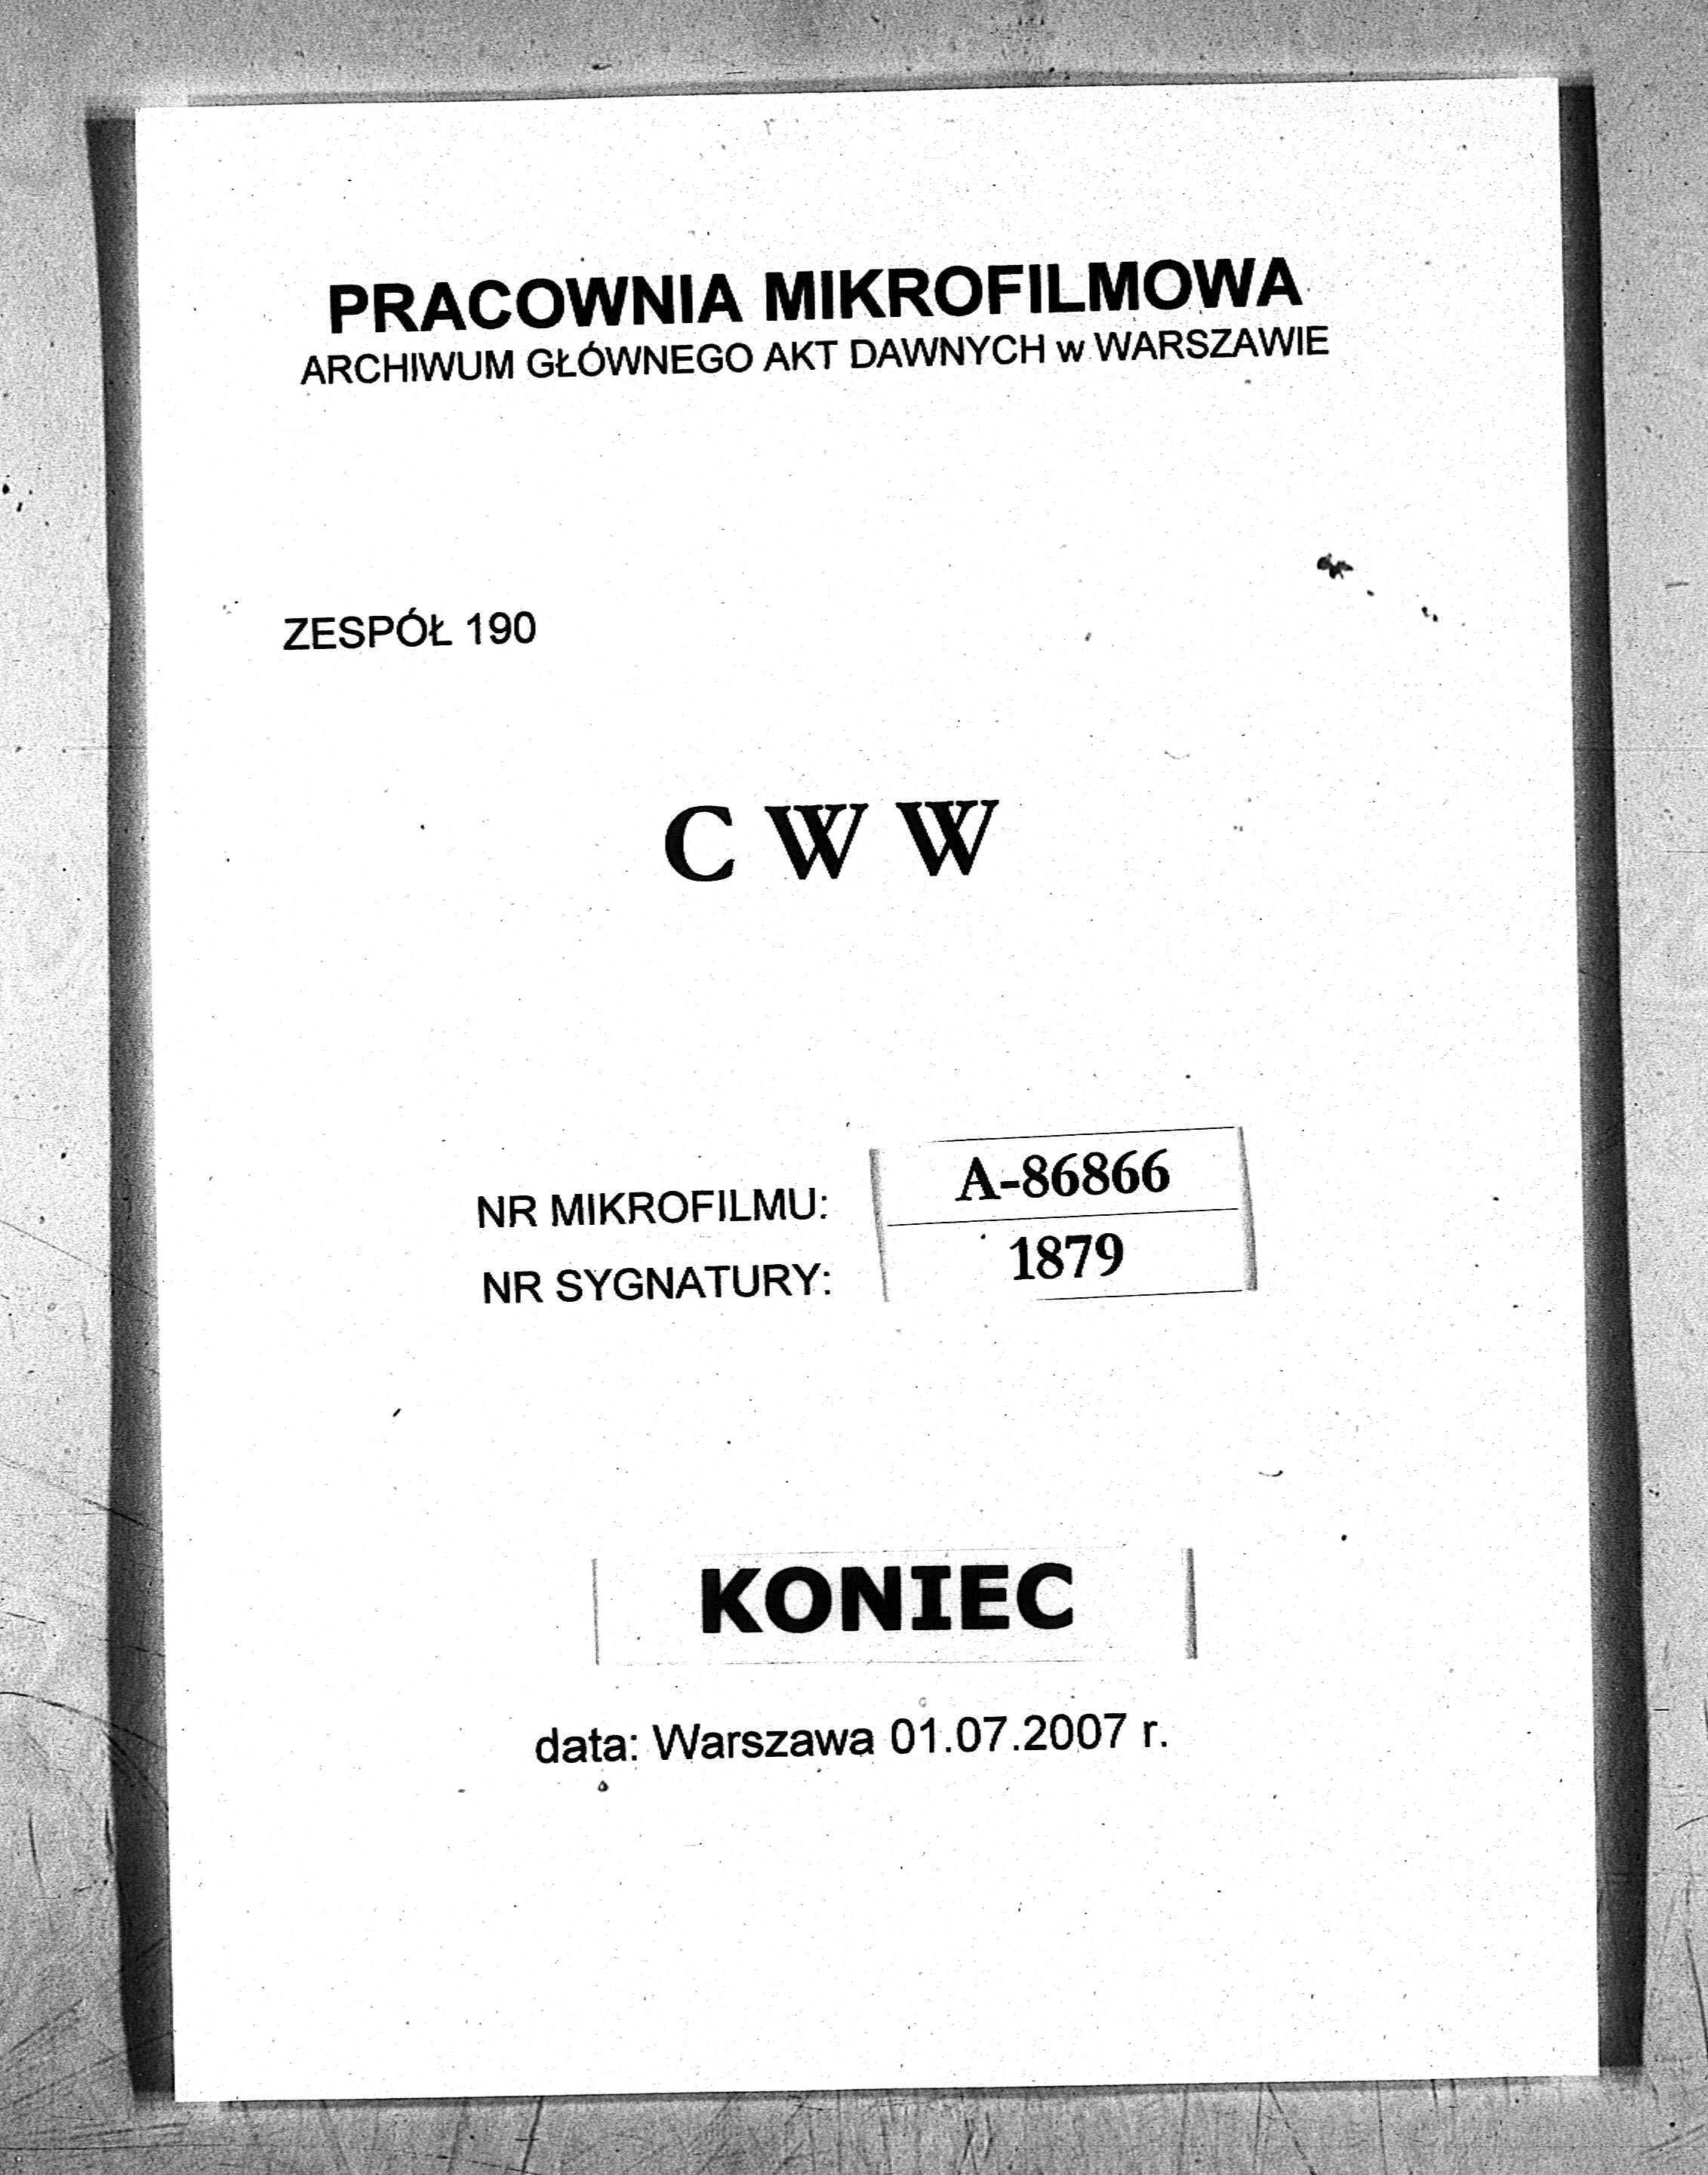 PRACOWNIA MIKROFILMOWA
ARCHIWUM GŁÓWNEGO AKT DAWNYCH w WARSZAWIE
ZESPÓŁ 190
C W W
NR MIKROFILMU: A-86866
NR SYGNATURY: 1879
KONIEC
data: Warszawa 01.07.2007 r.